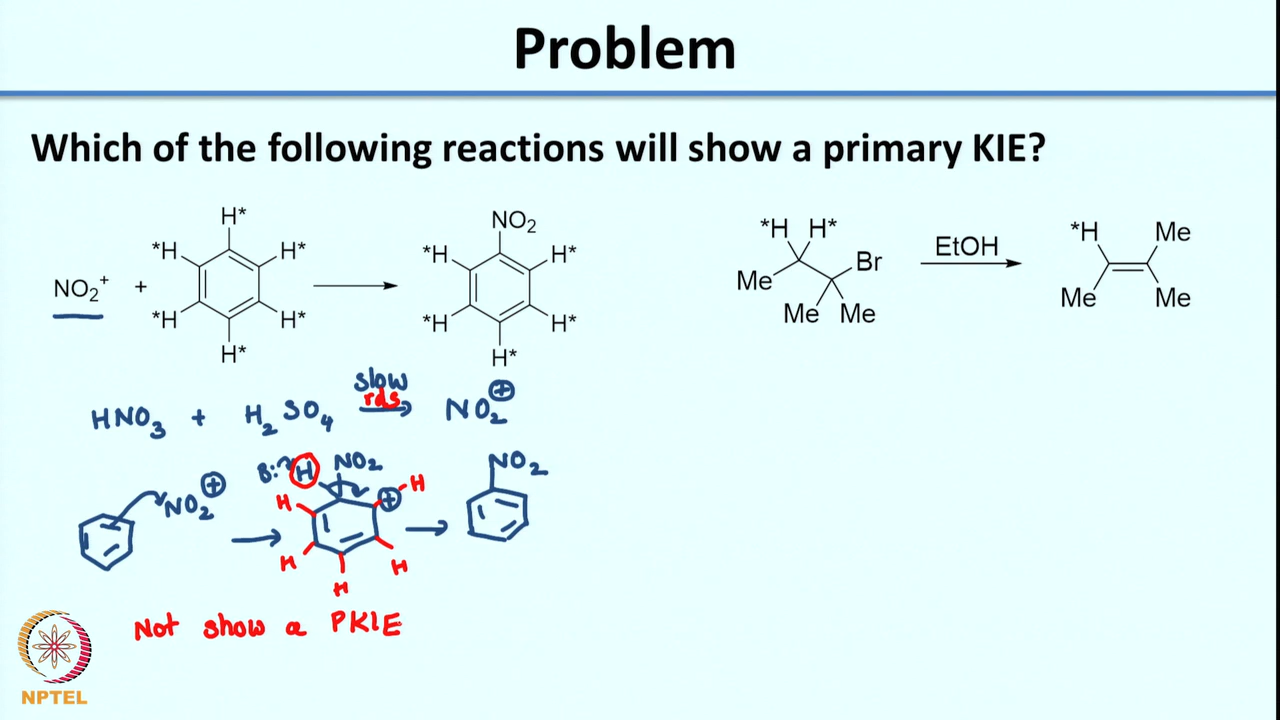 Problem
Which of the following reactions will show a primary KIE?
NO2+ + *H H* H* *H H* H* NO2 *H H* *H H* H*
*H H* Me Br Me Me EtOH *H Me Me Me
HNO3 + H2SO4 slow rds NO2⊕
NO2⊕ B: H NO2 ⊕ H H H H H NO2
Not show a PKIE
NPTEL